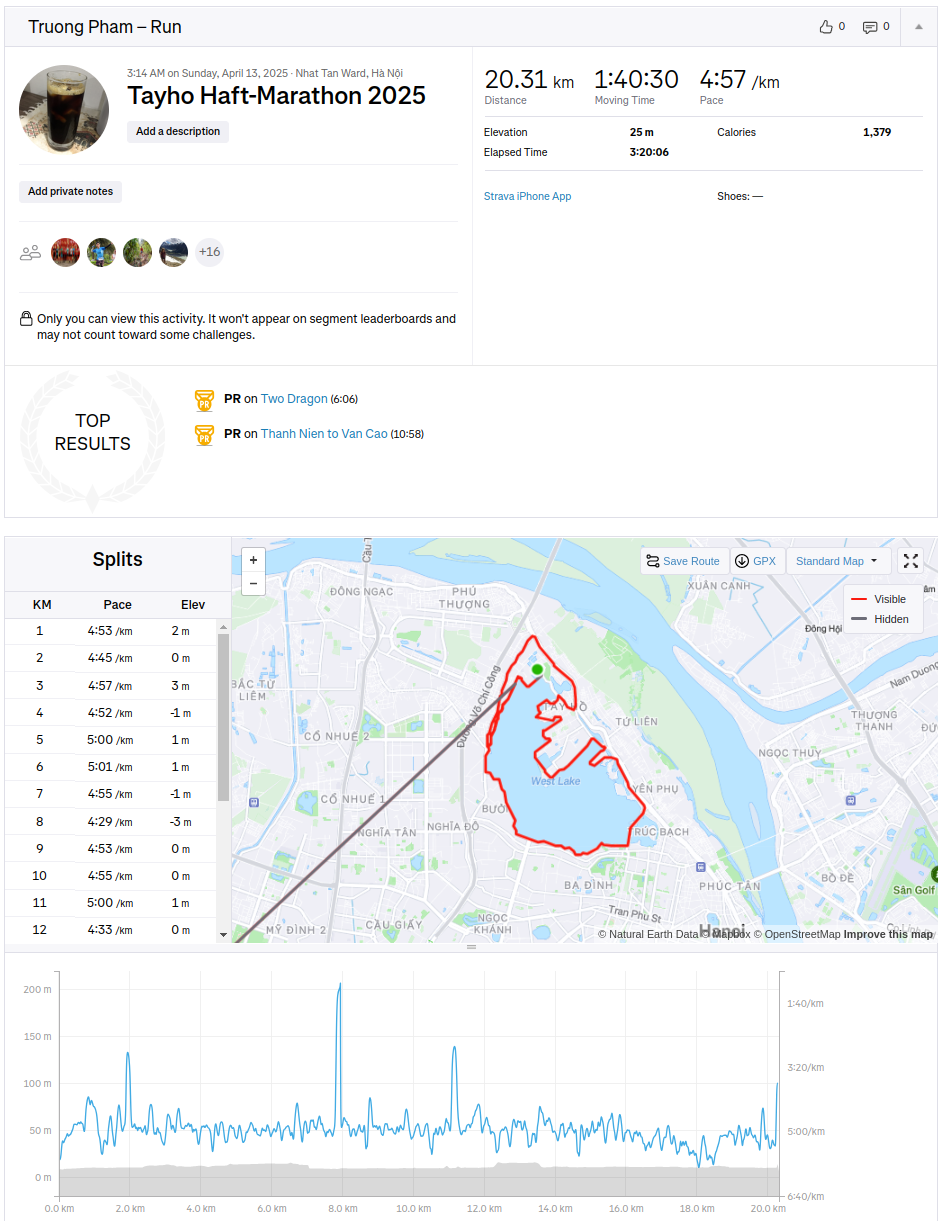 Truong Pham – Run
0
0
3:14 AM on Sunday, April 13, 2025 · Nhat Tan Ward, Hà Nội
Tayho Haft-Marathon 2025
Add a description
Add private notes
+16
Only you can view this activity. It won't appear on segment leaderboards and
may not count toward some challenges.
20.31 km
1:40:30
4:57 /km
Distance
Moving Time
Pace
Elevation
25 m
Calories
1,379
Elapsed Time
3:20:06
Strava iPhone App
Shoes: —
TOP
RESULTS
PR
PR on Two Dragon (6:06)
PR
PR on Thanh Nien to Van Cao (10:58)
Splits
KM Pace Elev
1 4:53 /km 2 m
2 4:45 /km 0 m
3 4:57 /km 3 m
4 4:52 /km -1 m
5 5:00 /km 1 m
6 5:01 /km 1 m
7 4:55 /km -1 m
8 4:29 /km -3 m
9 4:53 /km 0 m
10 4:55 /km 0 m
11 5:00 /km 1 m
12 4:33 /km 0 m
+
−
Save Route
GPX
Standard Map
Visible
Hidden
ĐÔNG NGẠC
PHÚ
THƯỢNG
XUÂN CANH
Đông Hội
Nam Duong
BẮC TỪ
LIÊM
CỔ NHUẾ 2
Đường Võ Chí Công
TÂY HỒ
TỨ LIÊN
THƯỢNG
THANH
NGỌC THỤY
West Lake
YÊN PHỤ
CỔ NHUẾ 1
BƯỞI
NGHĨA TÂN
NGHĨA ĐÔ
TRÚC BẠCH
BA ĐÌNH
PHÚC TÂN
BỒ ĐỀ
Sân Golf
Tran Phu St
MỸ ĐÌNH 2
CẦU GIẤY
NGỌC
KHÁNH
Hanoi
© Natural Earth Data © Mapbox © OpenStreetMap Improve this map
200 m
150 m
100 m
50 m
0 m
1:40/km
3:20/km
5:00/km
6:40/km
0.0 km
2.0 km
4.0 km
6.0 km
8.0 km
10.0 km
12.0 km
14.0 km
16.0 km
18.0 km
20.0 km